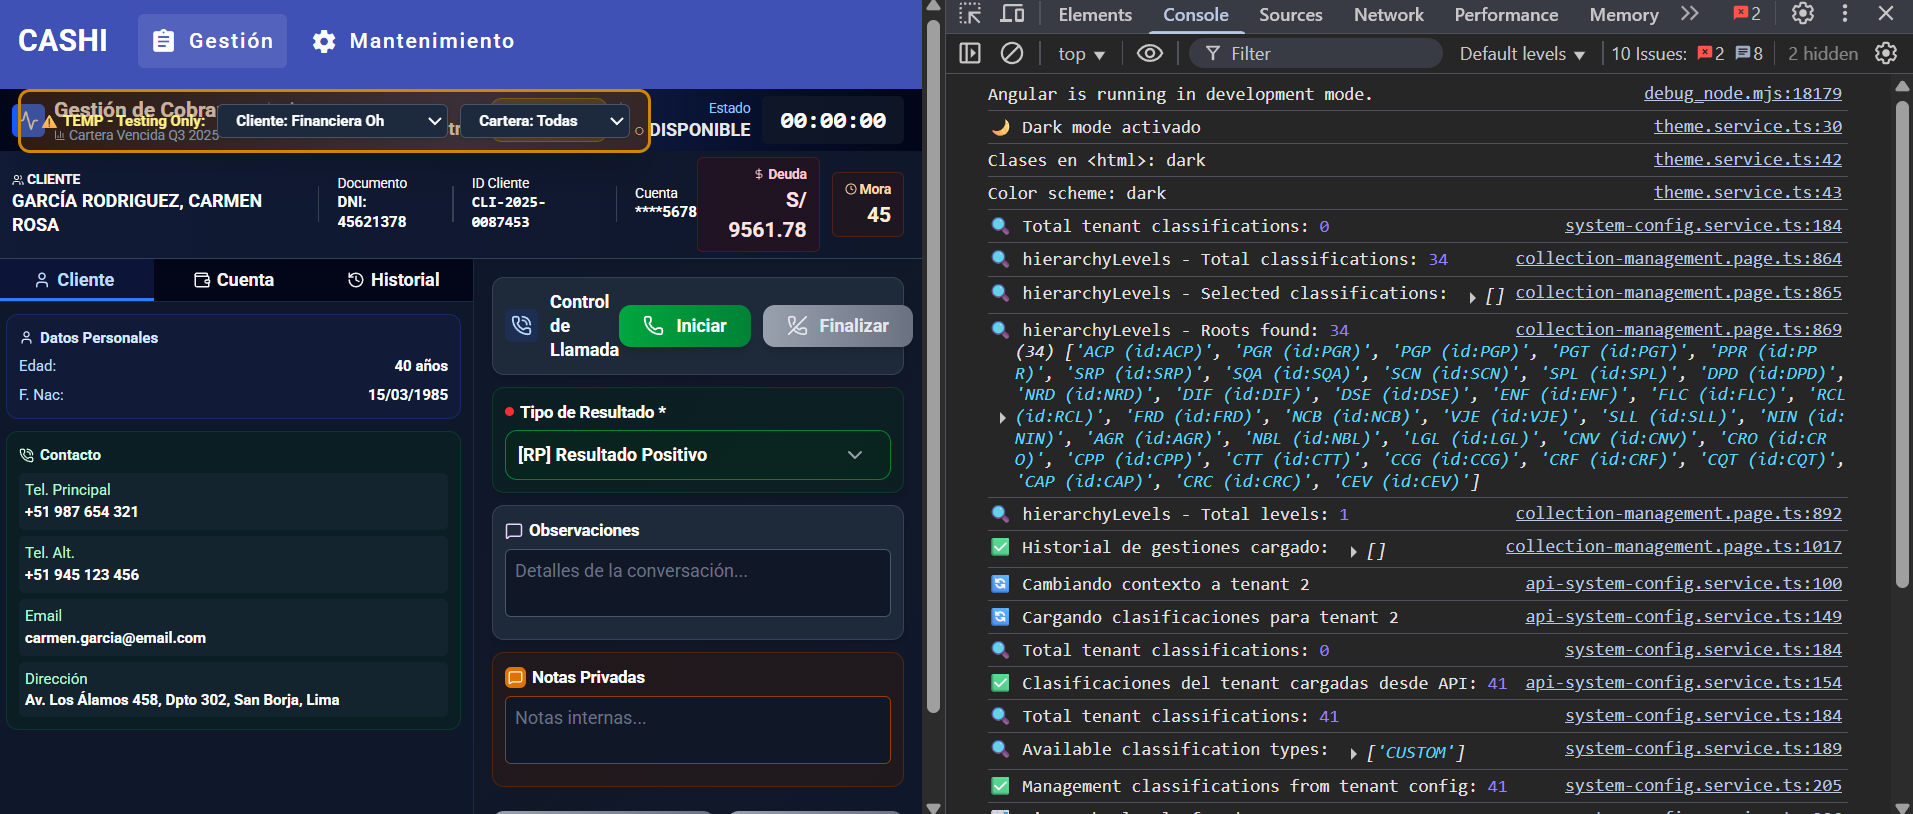 CASHI
Gestión
Mantenimiento
Gestión de Cobra
TEMP - Testing Only:
Cartera Vencida Q3 2025
Cliente: Financiera Oh
Cartera: Todas
Estado
DISPONIBLE
00:00:00
CLIENTE
GARCÍA RODRIGUEZ, CARMEN
ROSA
Documento
DNI:
45621378
ID Cliente
CLI-2025-
0087453
Cuenta
****5678
$ Deuda
S/
9561.78
Mora
45
Cliente
Cuenta
Historial
Datos Personales
Edad:
40 años
F. Nac:
15/03/1985
Contacto
Tel. Principal
+51 987 654 321
Tel. Alt.
+51 945 123 456
Email
carmen.garcia@email.com
Dirección
Av. Los Álamos 458, Dpto 302, San Borja, Lima
Control
de
Llamada
Iniciar
Finalizar
Tipo de Resultado *
[RP] Resultado Positivo
Observaciones
Detalles de la conversación...
Notas Privadas
Notas internas...
Elements
Console
Sources
Network
Performance
Memory
2
top
Filter
Default levels
10 Issues:
2
8
2 hidden
Angular is running in development mode. debug_node.mjs:18179
🌙 Dark mode activado theme.service.ts:30
Clases en <html>: dark theme.service.ts:42
Color scheme: dark theme.service.ts:43
🔍 Total tenant classifications: 0 system-config.service.ts:184
🔍 hierarchyLevels - Total classifications: 34 collection-management.page.ts:864
🔍 hierarchyLevels - Selected classifications: ▶ [] collection-management.page.ts:865
🔍 hierarchyLevels - Roots found: 34 collection-management.page.ts:869
(34) ['ACP (id:ACP)', 'PGR (id:PGR)', 'PGP (id:PGP)', 'PGT (id:PGT)', 'PPR (id:PP
R)', 'SRP (id:SRP)', 'SQA (id:SQA)', 'SCN (id:SCN)', 'SPL (id:SPL)', 'DPD (id:DPD)',
'NRD (id:NRD)', 'DIF (id:DIF)', 'DSE (id:DSE)', 'ENF (id:ENF)', 'FLC (id:FLC)', 'RCL
(id:RCL)', 'FRD (id:FRD)', 'NCB (id:NCB)', 'VJE (id:VJE)', 'SLL (id:SLL)', 'NIN (id:
NIN)', 'AGR (id:AGR)', 'NBL (id:NBL)', 'LGL (id:LGL)', 'CNV (id:CNV)', 'CRO (id:CR
O)', 'CPP (id:CPP)', 'CTT (id:CTT)', 'CCG (id:CCG)', 'CRF (id:CRF)', 'CQT (id:CQT)',
'CAP (id:CAP)', 'CRC (id:CRC)', 'CEV (id:CEV)']
🔍 hierarchyLevels - Total levels: 1 collection-management.page.ts:892
✅ Historial de gestiones cargado: ▶ [] collection-management.page.ts:1017
🔄 Cambiando contexto a tenant 2 api-system-config.service.ts:100
🔄 Cargando clasificaciones para tenant 2 api-system-config.service.ts:149
🔍 Total tenant classifications: 0 system-config.service.ts:184
✅ Clasificaciones del tenant cargadas desde API: 41 api-system-config.service.ts:154
🔍 Total tenant classifications: 41 system-config.service.ts:184
🔍 Available classification types: ▶ ['CUSTOM'] system-config.service.ts:189
✅ Management classifications from tenant config: 41 system-config.service.ts:205